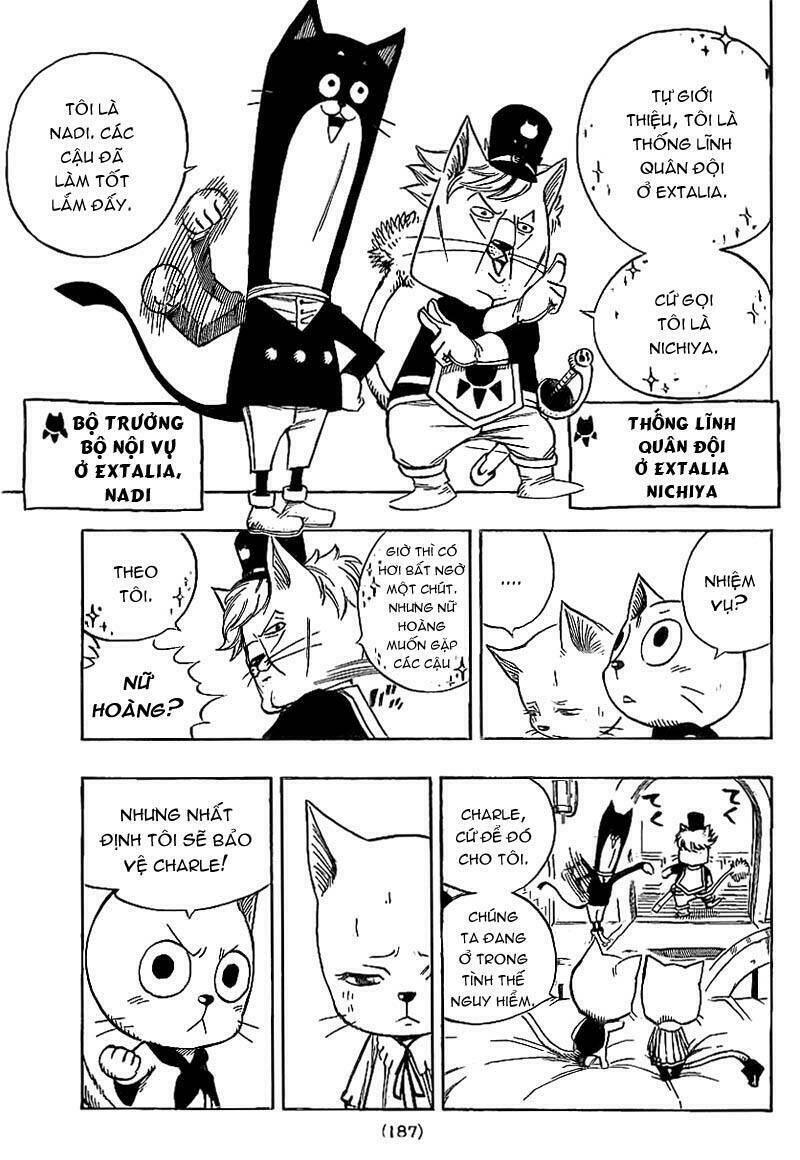 TỰ GIỚI
THIỆU, TÔI LÀ
THỐNG LĨNH
QUÂN ĐỘI
Ở EXTALIA.
CỨ GỌI
TÔI LÀ
NICHIYA.
TÔI LÀ
NADI. CÁC
CẬU ĐÃ
LÀM TỐT
LẮM ĐẤY.
THỐNG LĨNH
QUÂN ĐỘI
Ở EXTALIA
NICHIYA
BỘ TRƯỞNG
BỘ NỘI VỤ
Ở EXTALIA,
NADI
NHIỆM
VỤ?
....
GIỜ THÌ CÓ
HƠI BẤT NGỜ
MỘT CHÚT.
NHƯNG NỮ
HOÀNG
MUỐN GẶP
CÁC CẬU
THEO
TÔI.
NỮ
HOÀNG?
CHARLE,
CỨ ĐỂ ĐÓ
CHO TÔI.
CHÚNG
TA ĐANG
Ở TRONG
TÌNH THẾ
NGUY HIỂM.
て
く
て
く
NHƯNG NHẤT
ĐỊNH TÔI SẼ BẢO
VỆ CHARLE!
(187)